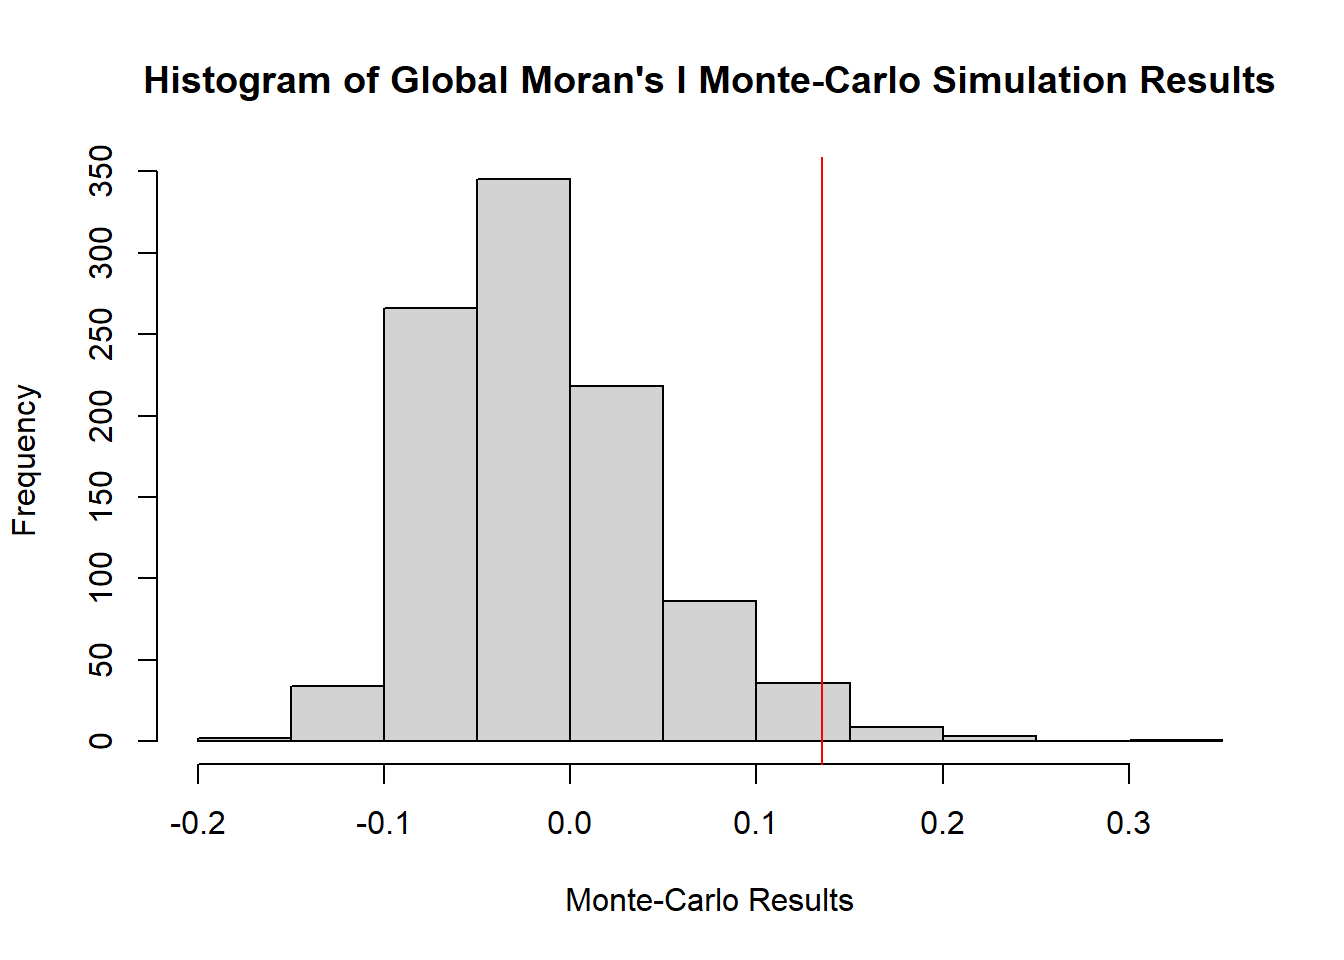 Histogram of Global Moran's I Monte-Carlo Simulation Results
350
300
250
200
150
100
50
0
Frequency
-0.2 -0.1 0.0 0.1 0.2 0.3
Monte-Carlo Results